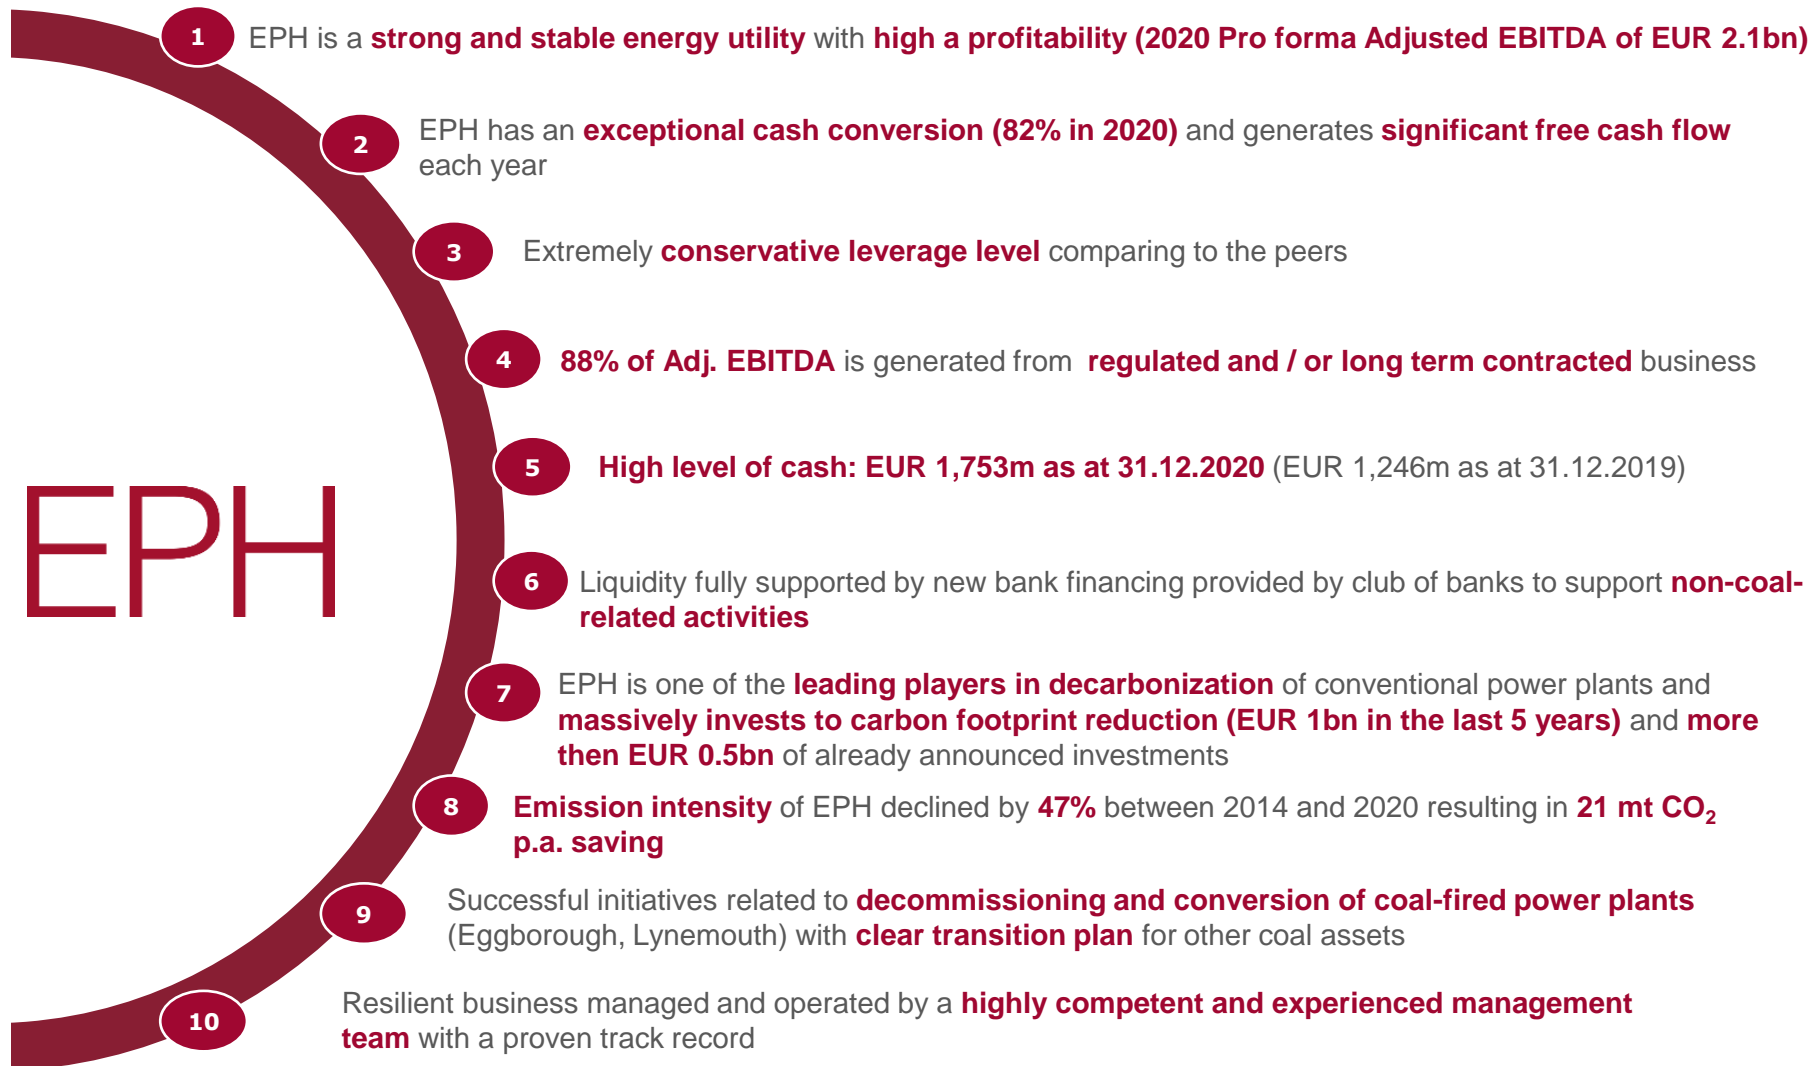 1 EPH is a strong and stable energy utility with high a profitability (2020 Pro forma Adjusted EBITDA of EUR 2.1bn)
2 EPH has an exceptional cash conversion (82% in 2020) and generates significant free cash flow
each year
3 Extremely conservative leverage level comparing to the peers
4 88% of Adj. EBITDA is generated from regulated and / or long term contracted business
5 High level of cash: EUR 1,753m as at 31.12.2020 (EUR 1,246m as at 31.12.2019)
EPH
6 Liquidity fully supported by new bank financing provided by club of banks to support non-coal-
related activities
7 EPH is one of the leading players in decarbonization of conventional power plants and
massively invests to carbon footprint reduction (EUR 1bn in the last 5 years) and more
then EUR 0.5bn of already announced investments
8 Emission intensity of EPH declined by 47% between 2014 and 2020 resulting in 21 mt CO₂
p.a. saving
9 Successful initiatives related to decommissioning and conversion of coal-fired power plants
(Eggborough, Lynemouth) with clear transition plan for other coal assets
10 Resilient business managed and operated by a highly competent and experienced management
team with a proven track record